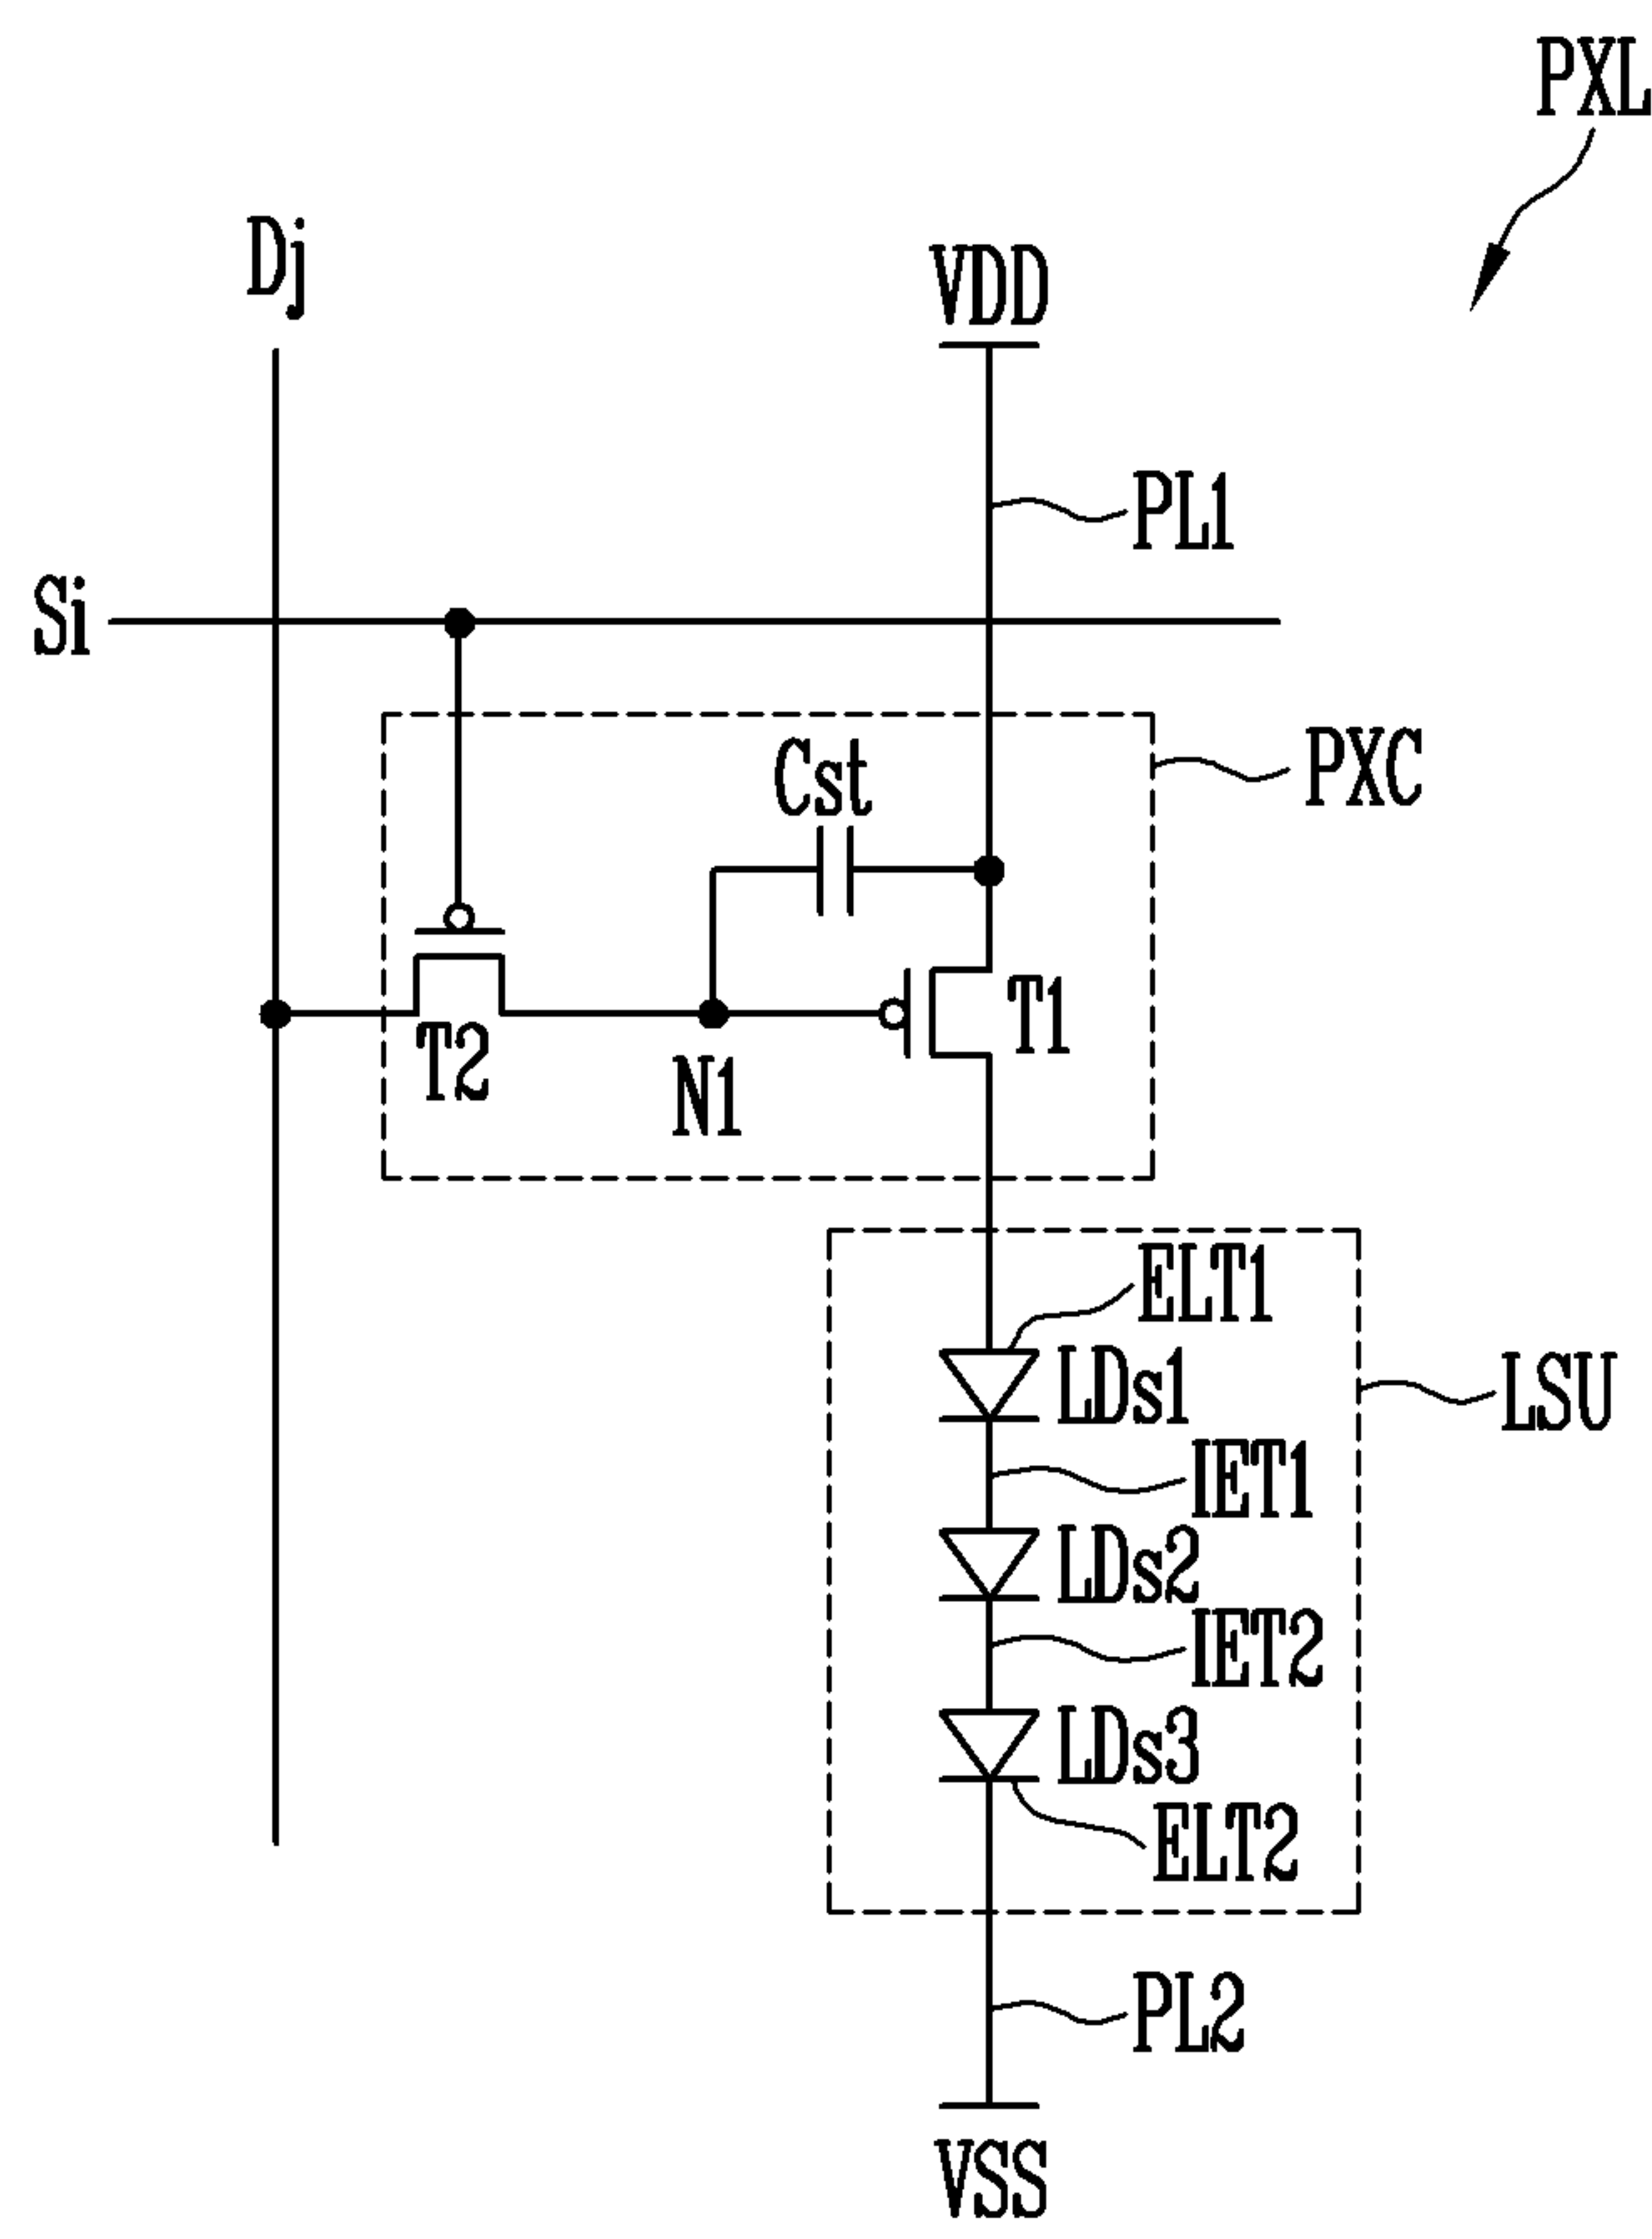 PXL
Dj
VDD
PL1
Si
PXC
Cst
T1
T2
N1
ELT1
LDs1
LSU
IET1
LDs2
IET2
LDs3
ELT2
PL2
VSS